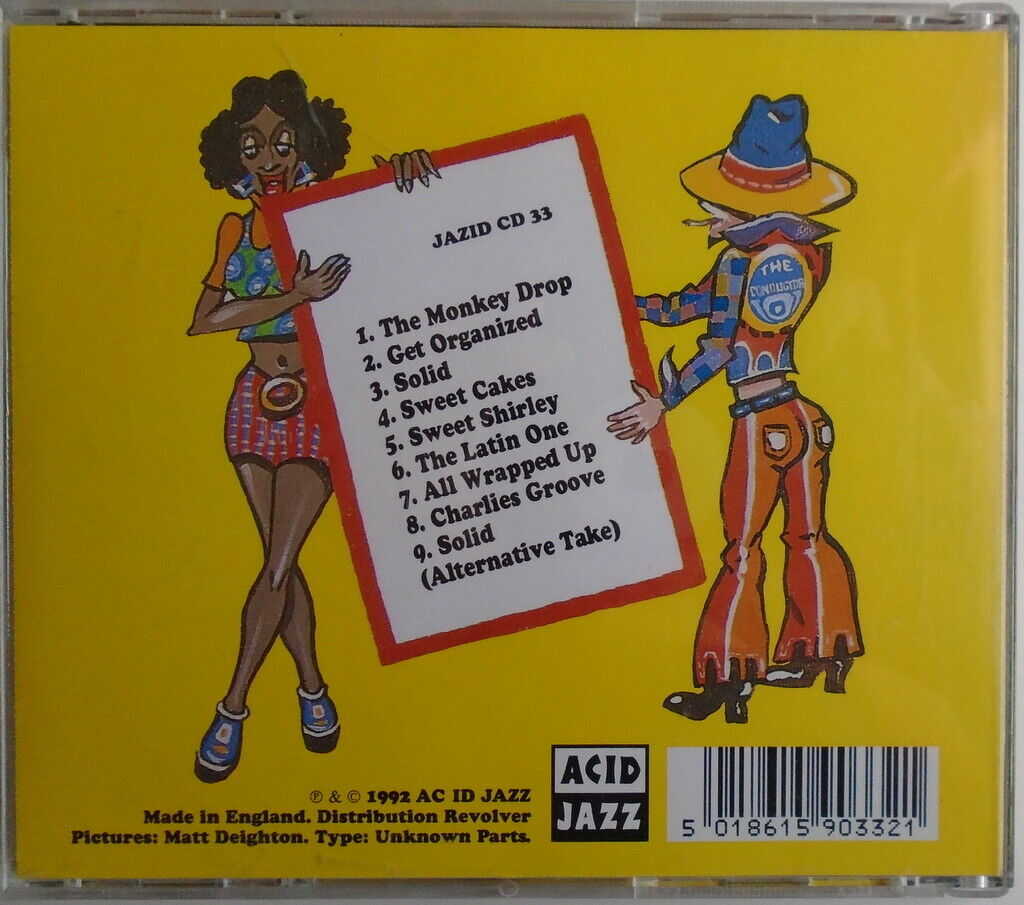 JAZID CD 33
1. The Monkey Drop
2. Get Organized
3. Solid
4. Sweet Cakes
5. Sweet Shirley
6. The Latin One
7. All Wrapped Up
8. Charlies Groove
9. Solid
(Alternative Take)
THE
CONDUCTOR
℗ & © 1992 AC ID JAZZ
Made in England. Distribution Revolver
Pictures: Matt Deighton. Type: Unknown Parts.
ACID
JAZZ
5 018615 903321